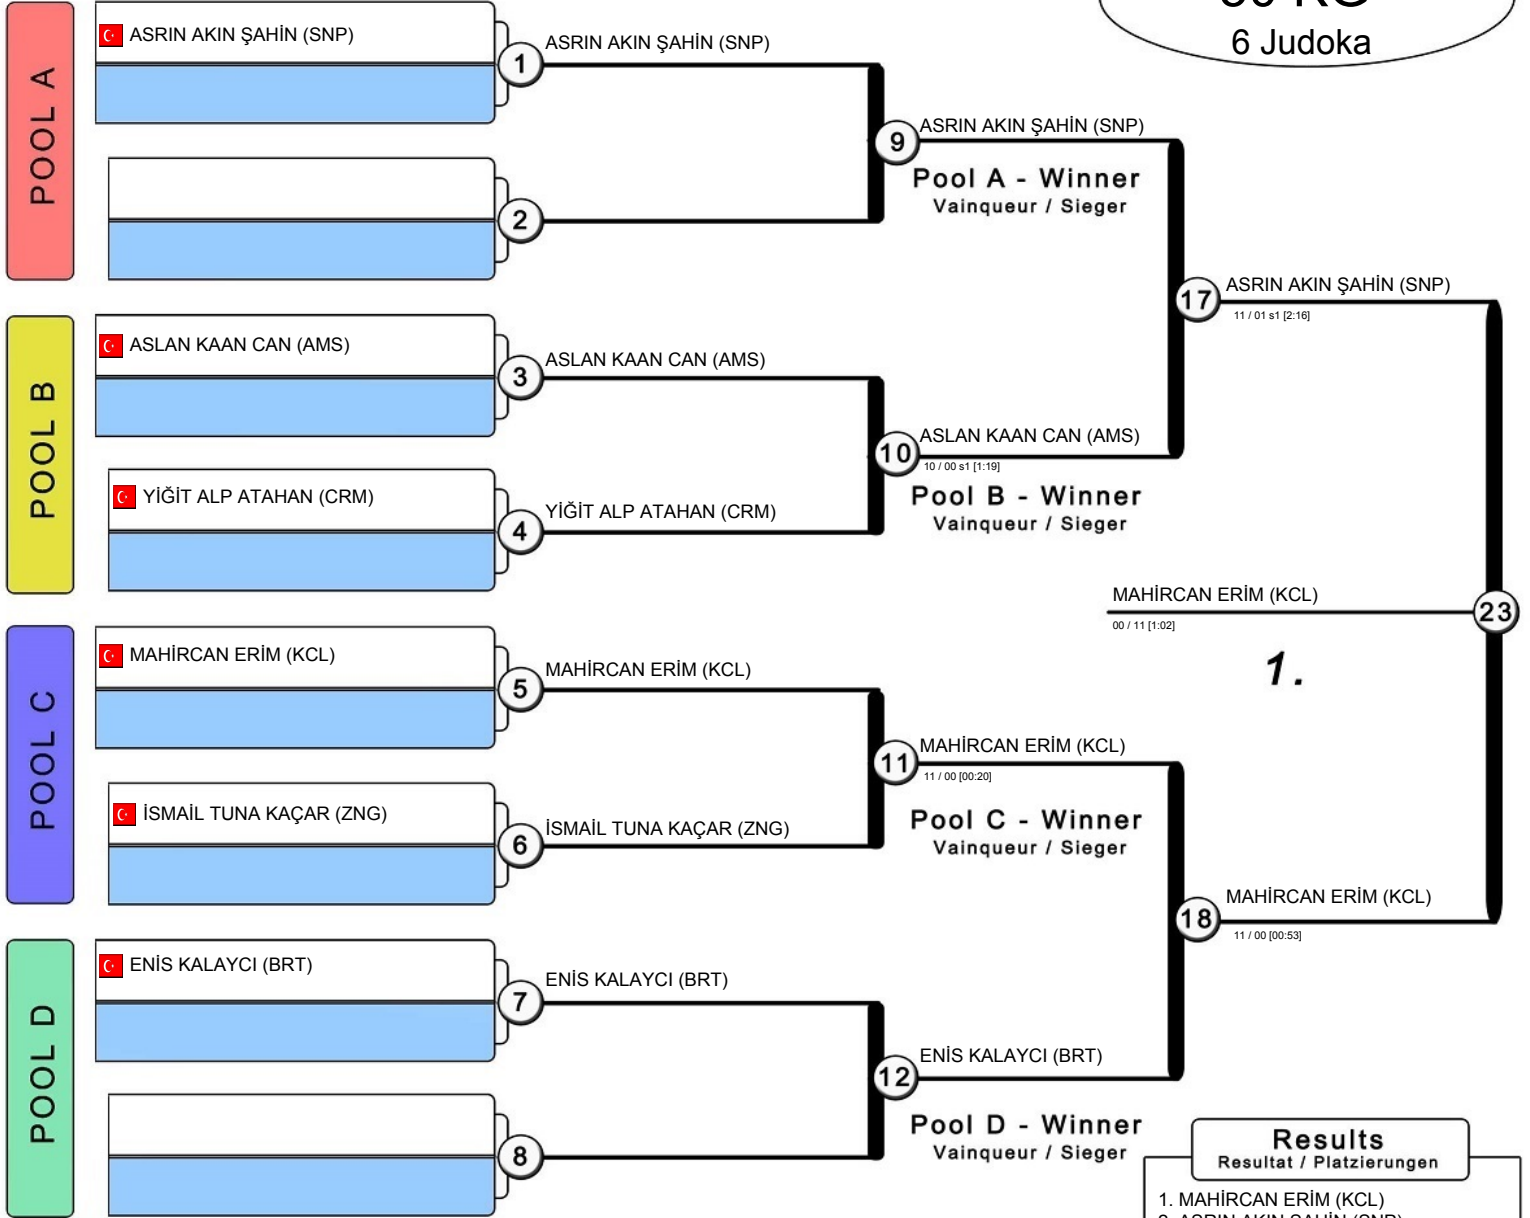 6 Judoka
POOL A
ASRIN AKIN ŞAHİN (SNP)
1
ASRIN AKIN ŞAHİN (SNP)
2
9
ASRIN AKIN ŞAHİN (SNP)
Pool A - Winner
Vainqueur / Sieger
17
ASRIN AKIN ŞAHİN (SNP)
11 / 01 s1 [2:16]
POOL B
ASLAN KAAN CAN (AMS)
3
ASLAN KAAN CAN (AMS)
YİĞİT ALP ATAHAN (CRM)
4
YİĞİT ALP ATAHAN (CRM)
10
ASLAN KAAN CAN (AMS)
10 / 00 s1 [1:19]
Pool B - Winner
Vainqueur / Sieger
MAHİRCAN ERİM (KCL)
00 / 11 [1:02]
23
1.
POOL C
MAHİRCAN ERİM (KCL)
5
MAHİRCAN ERİM (KCL)
İSMAİL TUNA KAÇAR (ZNG)
6
İSMAİL TUNA KAÇAR (ZNG)
11
MAHİRCAN ERİM (KCL)
11 / 00 [00:20]
Pool C - Winner
Vainqueur / Sieger
18
MAHİRCAN ERİM (KCL)
11 / 00 [00:53]
POOL D
ENİS KALAYCI (BRT)
7
ENİS KALAYCI (BRT)
8
12
ENİS KALAYCI (BRT)
Pool D - Winner
Vainqueur / Sieger
Results
Resultat / Platzierungen
1. MAHİRCAN ERİM (KCL)
2. ASRIN AKIN ŞAHİN (SNP)